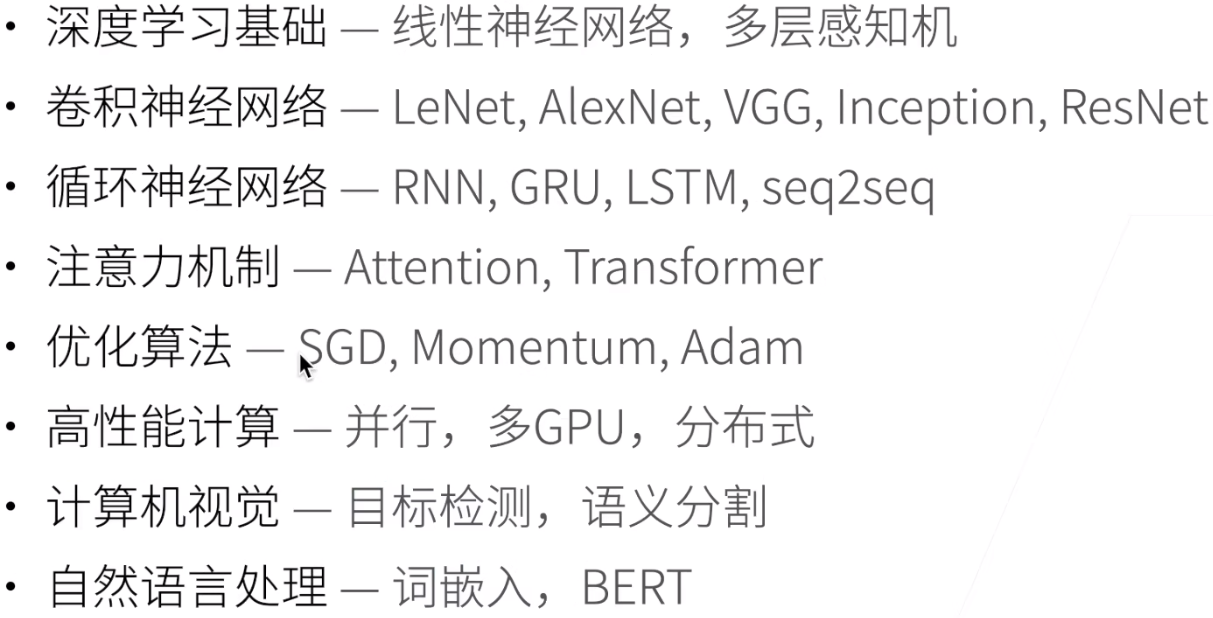 • 深度学习基础 — 线性神经网络，多层感知机
• 卷积神经网络 — LeNet, AlexNet, VGG, Inception, ResNet
• 循环神经网络 — RNN, GRU, LSTM, seq2seq
• 注意力机制 — Attention, Transformer
• 优化算法 — SGD, Momentum, Adam
• 高性能计算 — 并行，多GPU，分布式
• 计算机视觉 — 目标检测，语义分割
• 自然语言处理 — 词嵌入，BERT